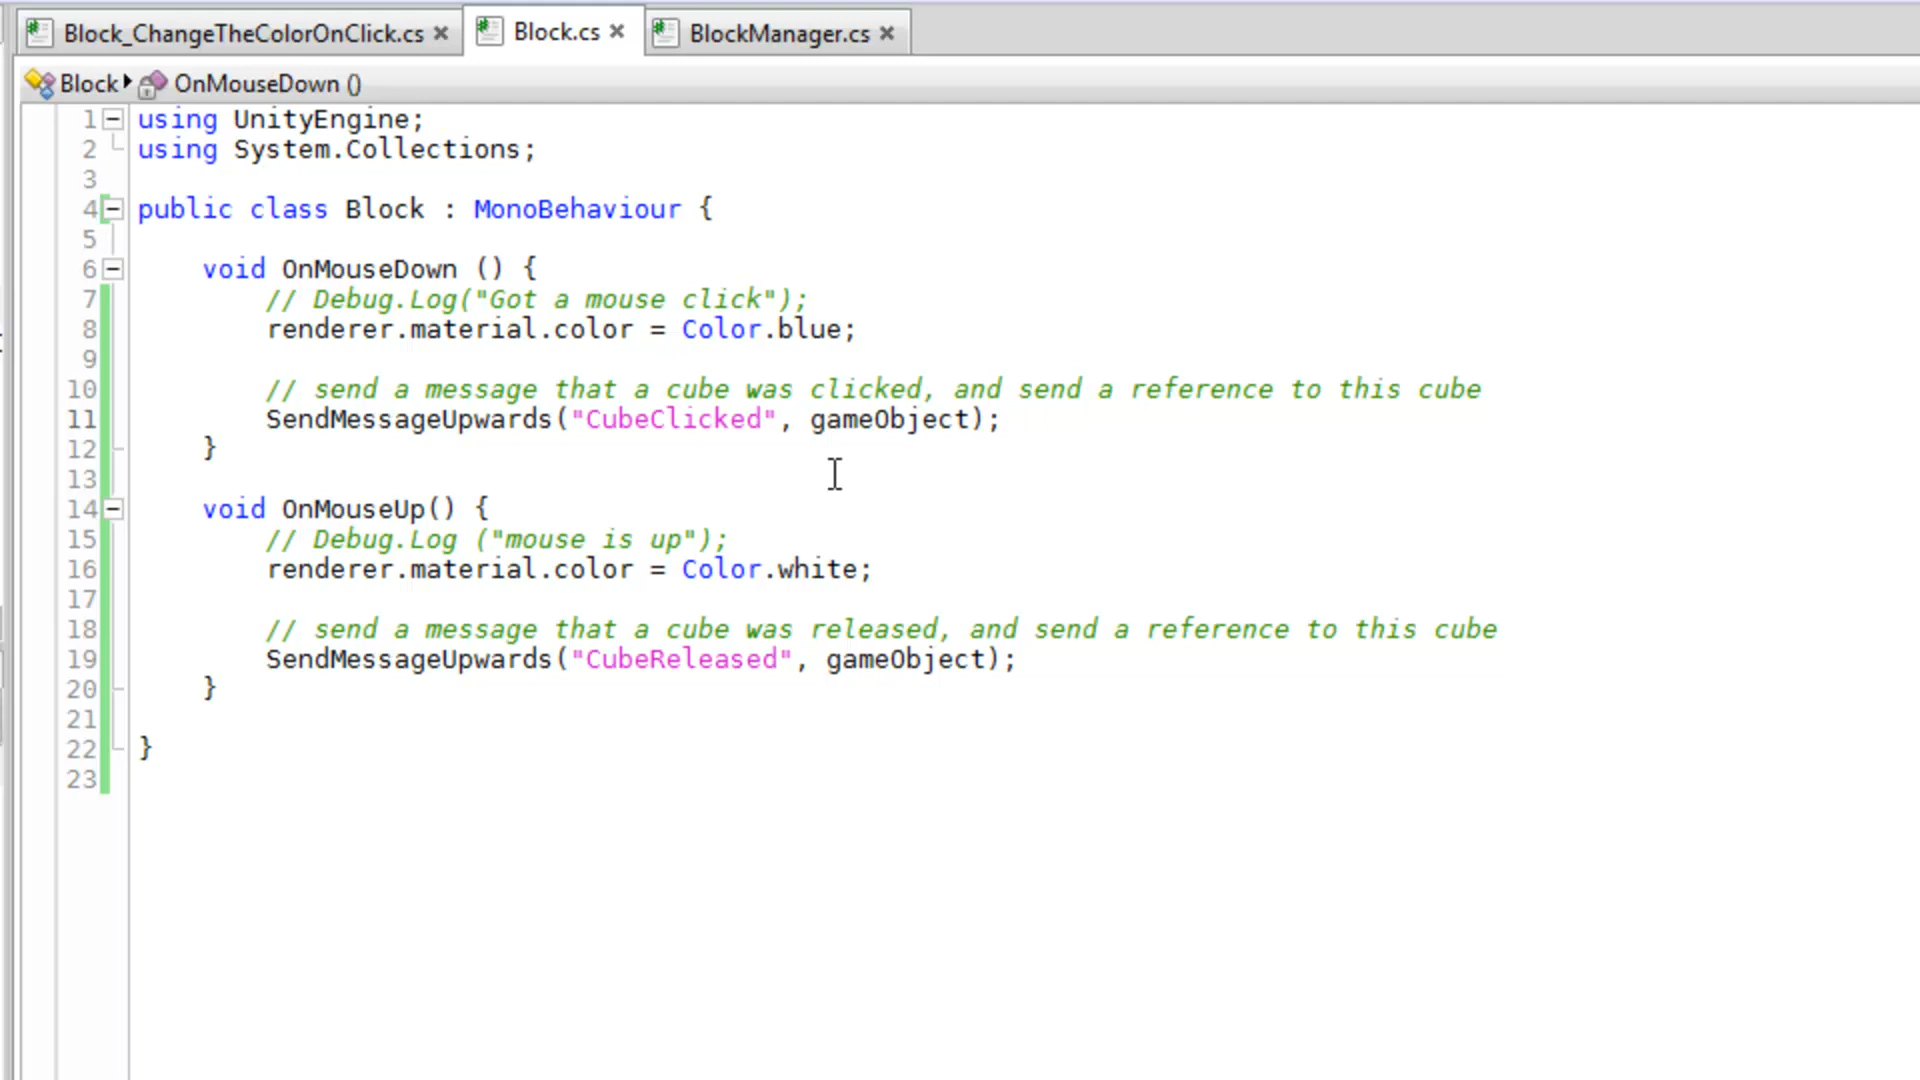 Block_ChangeTheColorOnClick.cs Block.cs BlockManager.cs
Block OnMouseDown ()
1 using UnityEngine;
2 using System.Collections;
3
4 public class Block : MonoBehaviour {
5
6 void OnMouseDown () {
7 // Debug.Log("Got a mouse click");
8 renderer.material.color = Color.blue;
9
10 // send a message that a cube was clicked, and send a reference to this cube
11 SendMessageUpwards("CubeClicked", gameObject);
12 }
13
14 void OnMouseUp() {
15 // Debug.Log ("mouse is up");
16 renderer.material.color = Color.white;
17
18 // send a message that a cube was released, and send a reference to this cube
19 SendMessageUpwards("CubeReleased", gameObject);
20 }
21
22 }
23